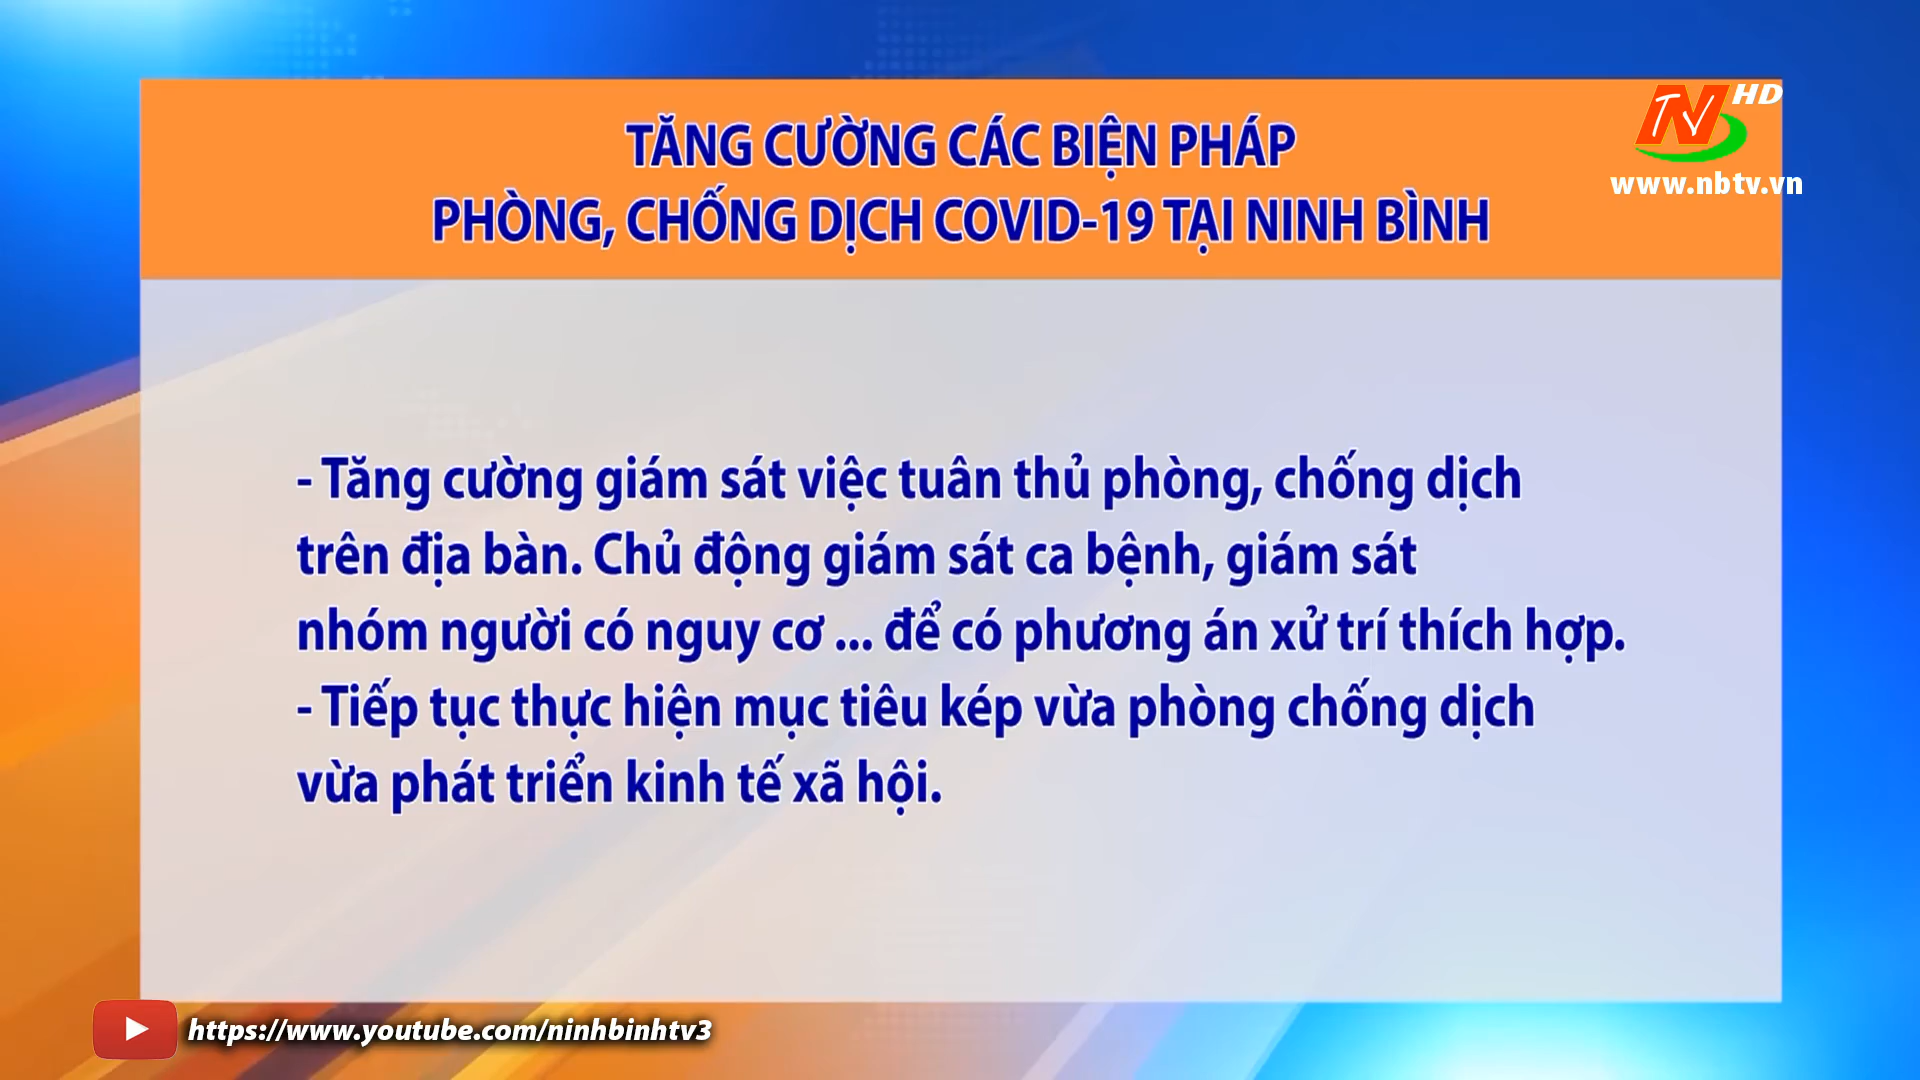 TĂNG CƯỜNG CÁC BIỆN PHÁP
PHÒNG, CHỐNG DỊCH COVID-19 TẠI NINH BÌNH
NTV HD
www.nbtv.vn
- Tăng cường giám sát việc tuân thủ phòng, chống dịch
trên địa bàn. Chủ động giám sát ca bệnh, giám sát
nhóm người có nguy cơ ... để có phương án xử trí thích hợp.
- Tiếp tục thực hiện mục tiêu kép vừa phòng chống dịch
vừa phát triển kinh tế xã hội.
https://www.youtube.com/ninhbinhtv3